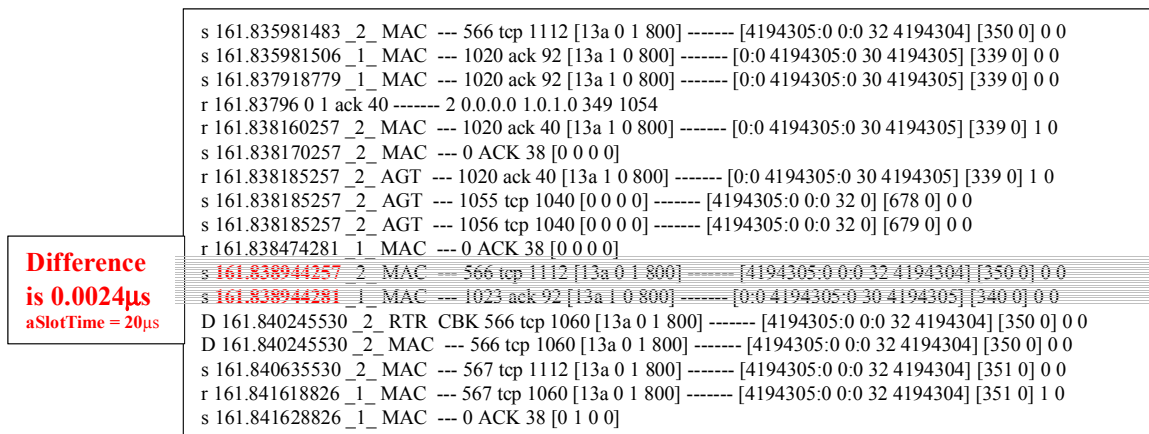 s 161.835981483 _2_ MAC --- 566 tcp 1112 [13a 0 1 800] ------- [4194305:0 0:0 32 4194304] [350 0] 0 0
s 161.835981506 _1_ MAC --- 1020 ack 92 [13a 1 0 800] ------- [0:0 4194305:0 30 4194305] [339 0] 0 0
s 161.837918779 _1_ MAC --- 1020 ack 92 [13a 1 0 800] ------- [0:0 4194305:0 30 4194305] [339 0] 0 0
r 161.83796 0 1 ack 40 ------- 2 0.0.0.0 1.0.1.0 349 1054
r 161.838160257 _2_ MAC --- 1020 ack 40 [13a 1 0 800] ------- [0:0 4194305:0 30 4194305] [339 0] 1 0
s 161.838170257 _2_ MAC --- 0 ACK 38 [0 0 0 0]
r 161.838185257 _2_ AGT --- 1020 ack 40 [13a 1 0 800] ------- [0:0 4194305:0 30 4194305] [339 0] 1 0
s 161.838185257 _2_ AGT --- 1055 tcp 1040 [0 0 0 0] ------- [4194305:0 0:0 32 0] [678 0] 0 0
s 161.838185257 _2_ AGT --- 1056 tcp 1040 [0 0 0 0] ------- [4194305:0 0:0 32 0] [679 0] 0 0
r 161.838474281 _1_ MAC --- 0 ACK 38 [0 0 0 0]
s 161.838944257 _2_ MAC --- 566 tcp 1112 [13a 0 1 800] ------- [4194305:0 0:0 32 4194304] [350 0] 0 0
s 161.838944281 _1_ MAC --- 1023 ack 92 [13a 1 0 800] ------- [0:0 4194305:0 30 4194305] [340 0] 0 0
D 161.840245530 _2_ RTR CBK 566 tcp 1060 [13a 0 1 800] ------- [4194305:0 0:0 32 4194304] [350 0] 0 0
D 161.840245530 _2_ MAC --- 566 tcp 1060 [13a 0 1 800] ------- [4194305:0 0:0 32 4194304] [350 0] 0 0
s 161.840635530 _2_ MAC --- 567 tcp 1112 [13a 0 1 800] ------- [4194305:0 0:0 32 4194304] [351 0] 0 0
r 161.841618826 _1_ MAC --- 567 tcp 1060 [13a 0 1 800] ------- [4194305:0 0:0 32 4194304] [351 0] 1 0
s 161.841628826 _1_ MAC --- 0 ACK 38 [0 1 0 0]
Difference
is 0.0024µs
aSlotTime = 20µs